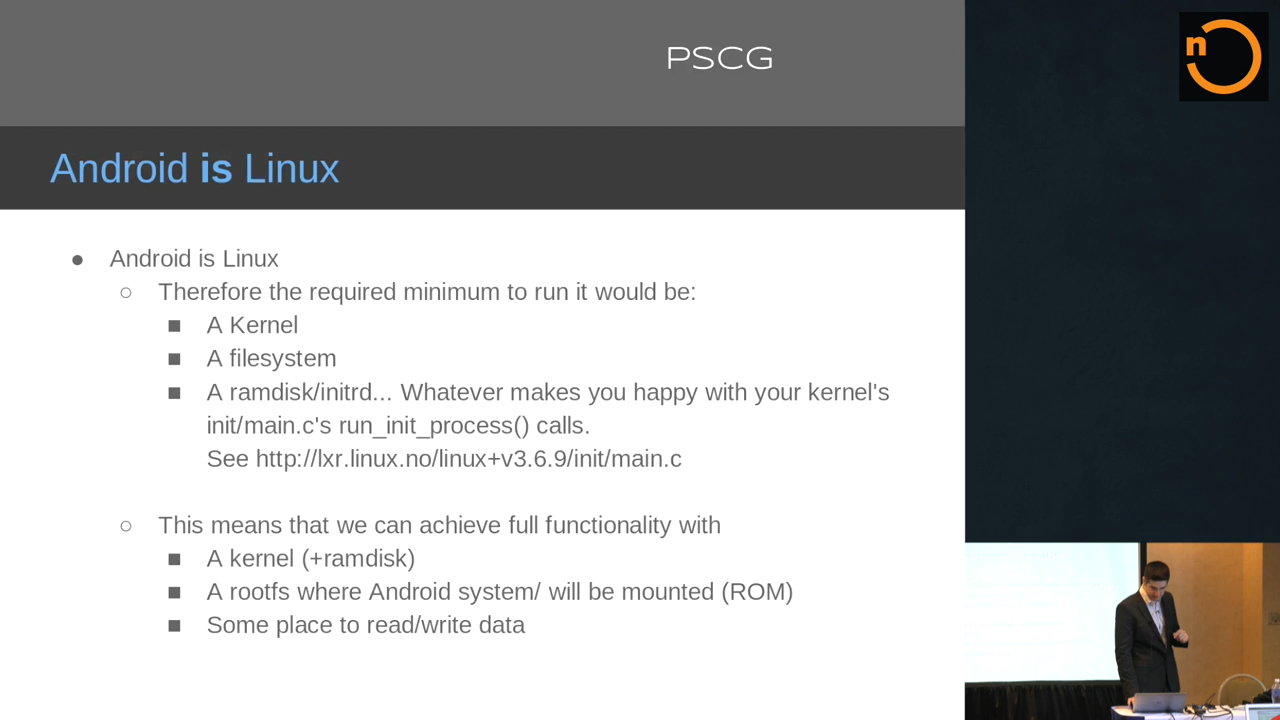 PSCG
n
Android is Linux
● Android is Linux
○ Therefore the required minimum to run it would be:
■ A Kernel
■ A filesystem
■ A ramdisk/initrd... Whatever makes you happy with your kernel's
init/main.c's run_init_process() calls.
See http://lxr.linux.no/linux+v3.6.9/init/main.c
○ This means that we can achieve full functionality with
■ A kernel (+ramdisk)
■ A rootfs where Android system/ will be mounted (ROM)
■ Some place to read/write data